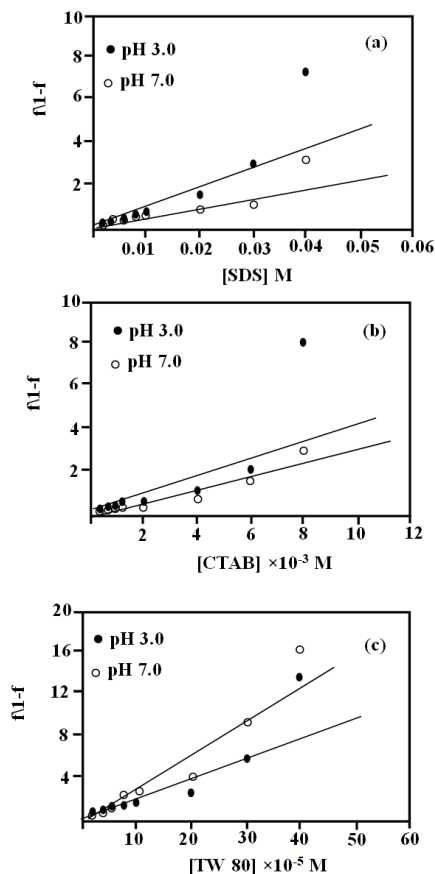 10
(a)
pH 3.0
8
pH 7.0
6
f\1-f
4
2
0.01 0.02 0.03 0.04 0.05 0.06
[SDS] M
10
(b)
pH 3.0
8
pH 7.0
6
f\1-f
4
2
2 4 6 8 10 12
[CTAB] ×10-3 M
20
pH 3.0
(c)
16
pH 7.0
12
f\1-f
8
4
10 20 30 40 50 60
[TW 80] ×10-5 M